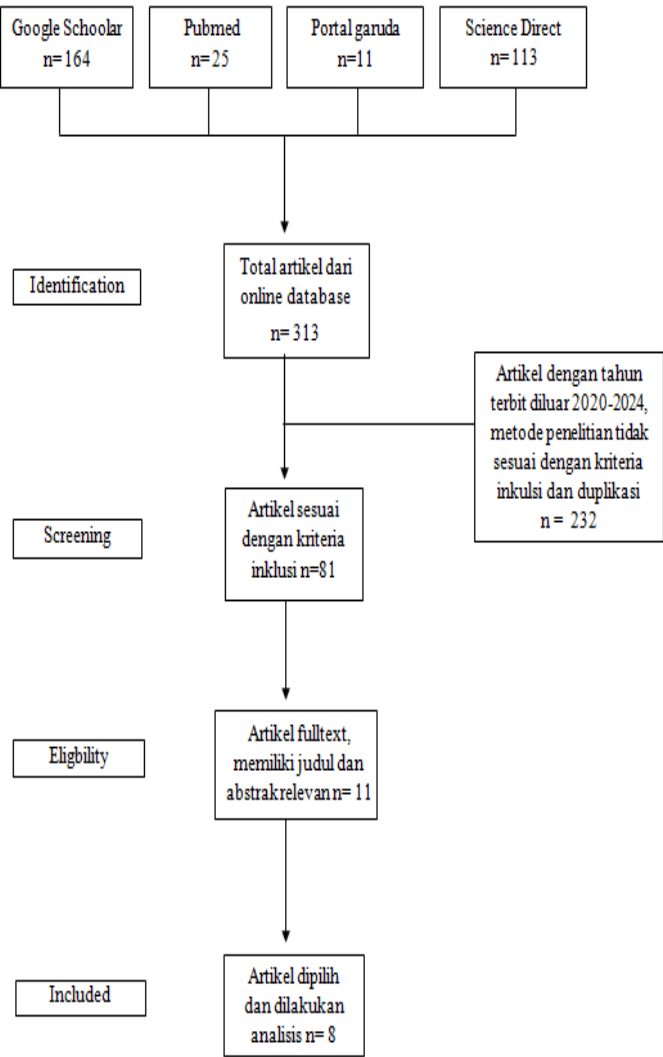 Google Schoolar
n= 164
Pubmed
n= 25
Portal garuda
n=11
Science Direct
n= 113
Identification
Total artikel dari
online database
n= 313
Artikel dengan tahun
terbit diluar 2020-2024,
metode penelitian tidak
sesuai dengan kriteria
inkulsi dan duplikasi
n = 232
Screening
Artikel sesuai
dengan kriteria
inklusi n=81
Eligbility
Artikel fulltext,
memiliki judul dan
abstrak relevan n= 11
Included
Artikel dipilih
dan dilakukan
analisis n= 8